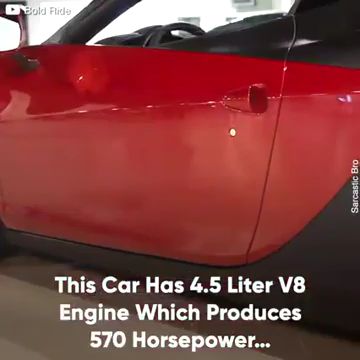 Bold Ride
Sarcastic Bro
This Car Has 4.5 Liter V8
Engine Which Produces
570 Horsepower...